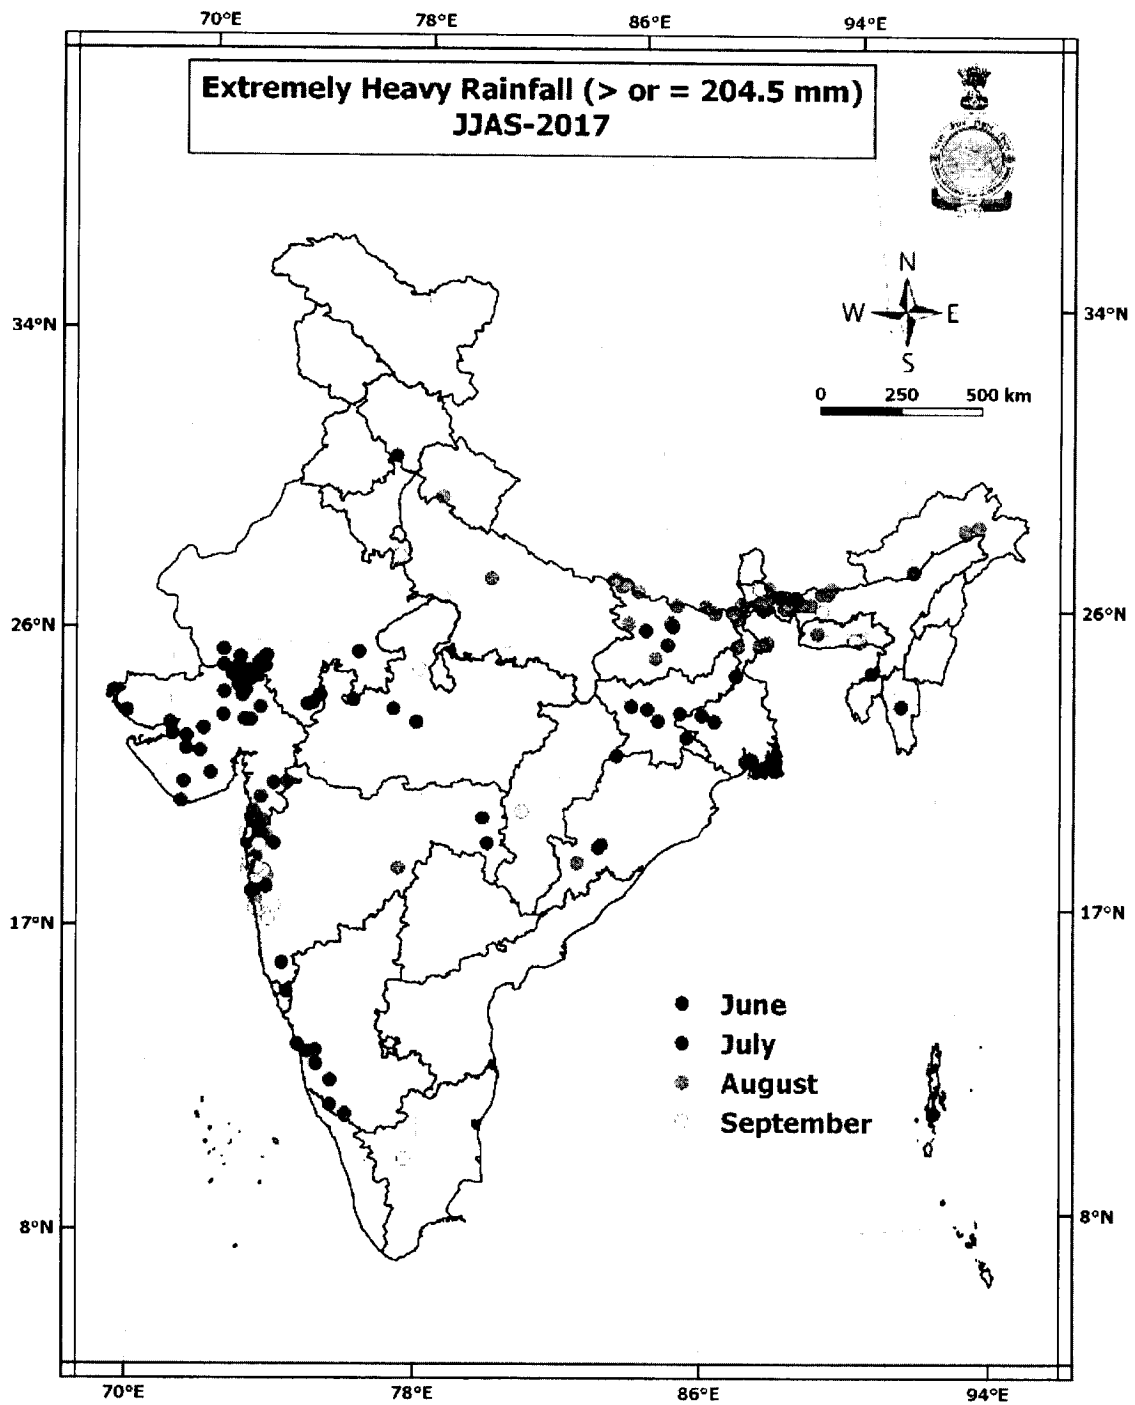 70°E 78°E 86°E 94°E
Extremely Heavy Rainfall (> or = 204.5 mm)
JJAS-2017
N
W E
S
34°N 34°N
0 250 500 km
26°N 26°N
17°N 17°N
June
July
August
September
8°N 8°N
70°E 78°E 86°E 94°E